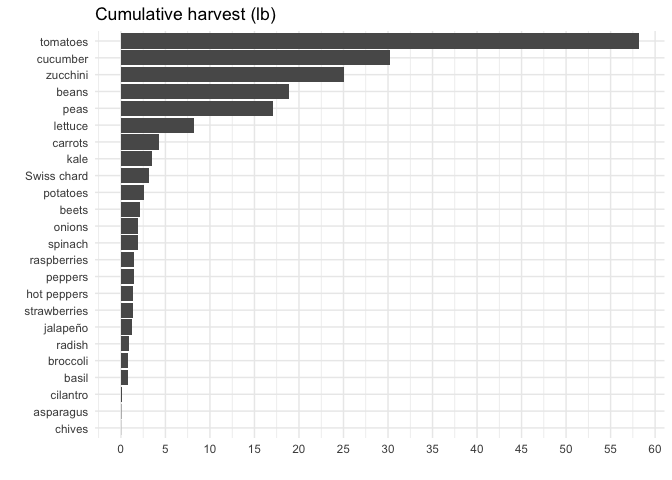 Cumulative harvest (lb)
tomatoes
cucumber
zucchini
beans
peas
lettuce
carrots
kale
Swiss chard
potatoes
beets
onions
spinach
raspberries
peppers
hot peppers
strawberries
jalapeño
radish
broccoli
basil
cilantro
asparagus
chives
0 5 10 15 20 25 30 35 40 45 50 55 60